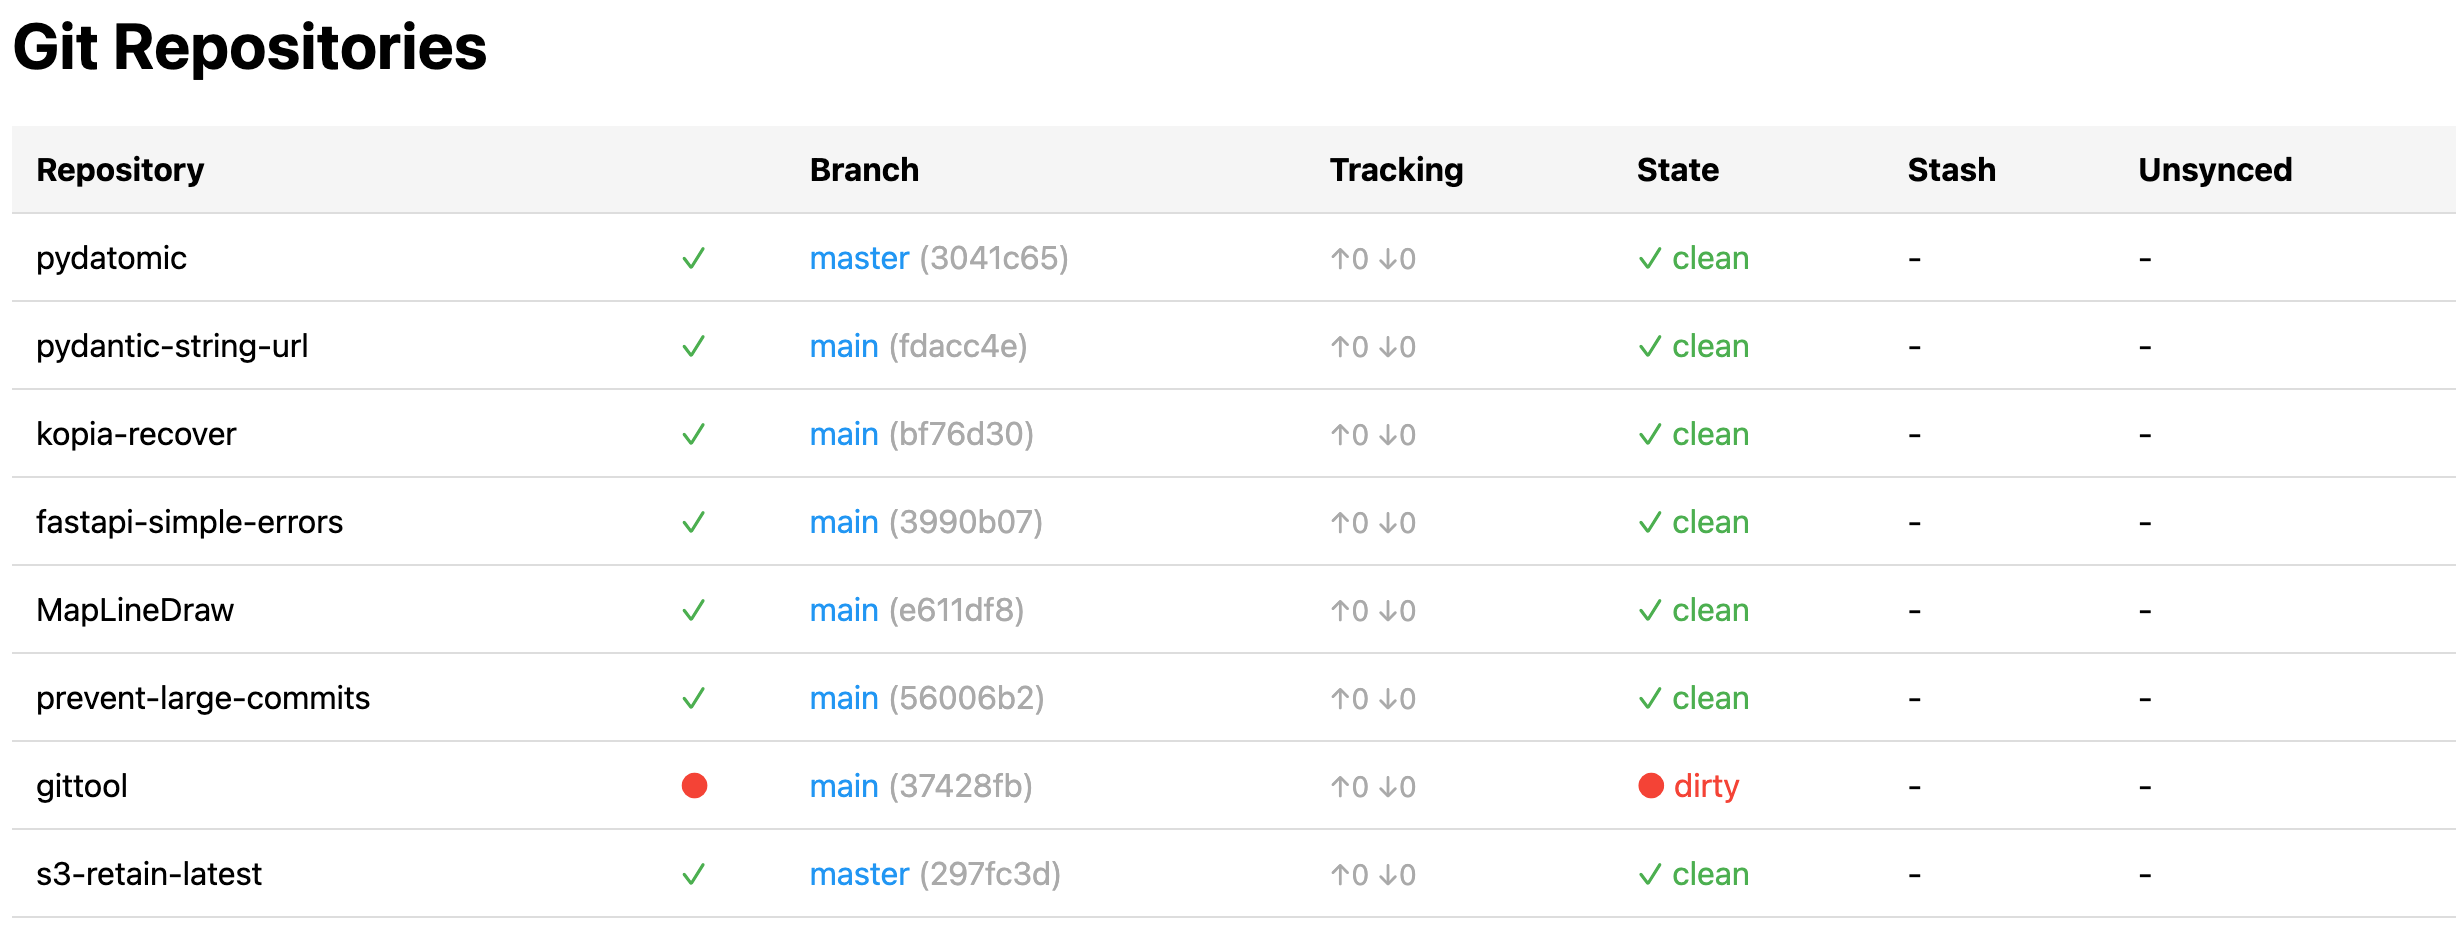 Git Repositories
Repository Branch Tracking State Stash Unsynced
pydatomic ✓ master (3041c65) ↑0 ↓0 ✓ clean - -
pydantic-string-url ✓ main (fdacc4e) ↑0 ↓0 ✓ clean - -
kopia-recover ✓ main (bf76d30) ↑0 ↓0 ✓ clean - -
fastapi-simple-errors ✓ main (3990b07) ↑0 ↓0 ✓ clean - -
MapLineDraw ✓ main (e611df8) ↑0 ↓0 ✓ clean - -
prevent-large-commits ✓ main (56006b2) ↑0 ↓0 ✓ clean - -
gittool ● main (37428fb) ↑0 ↓0 ● dirty - -
s3-retain-latest ✓ master (297fc3d) ↑0 ↓0 ✓ clean - -